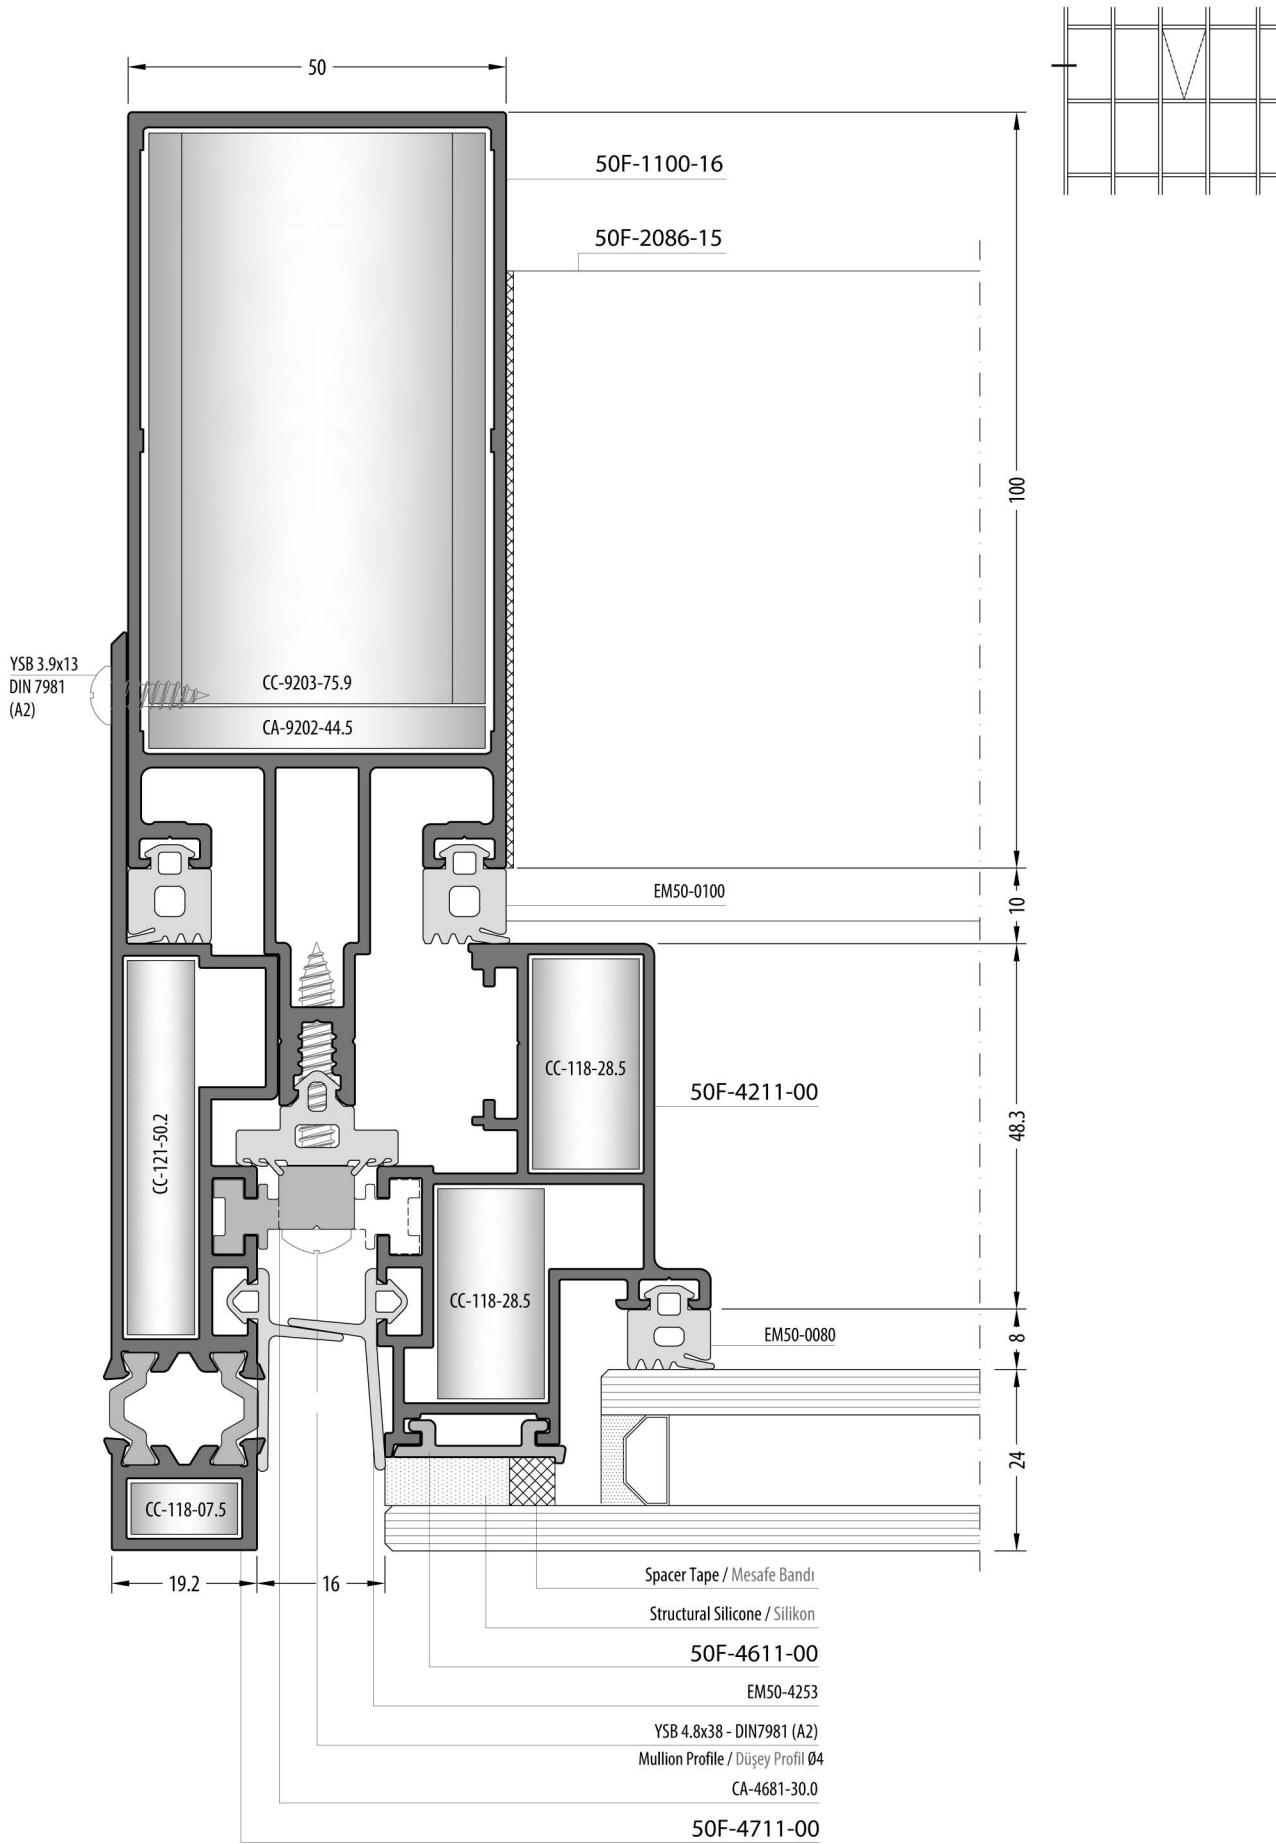 50
50F-1100-16
50F-2086-15
100
YSB 3.9x13
DIN 7981
(A2)
CC-9203-75.9
CA-9202-44.5
EM50-0100
10
CC-118-28.5
50F-4211-00
48.3
CC-121-50.2
CC-118-28.5
EM50-0080
8
24
CC-118-07.5
19.2
16
Spacer Tape / Mesafe Bandı
Structural Silicone / Silikon
50F-4611-00
EM50-4253
YSB 4.8x38 - DIN7981 (A2)
Mullion Profile / Düşey Profil Ø4
CA-4681-30.0
50F-4711-00